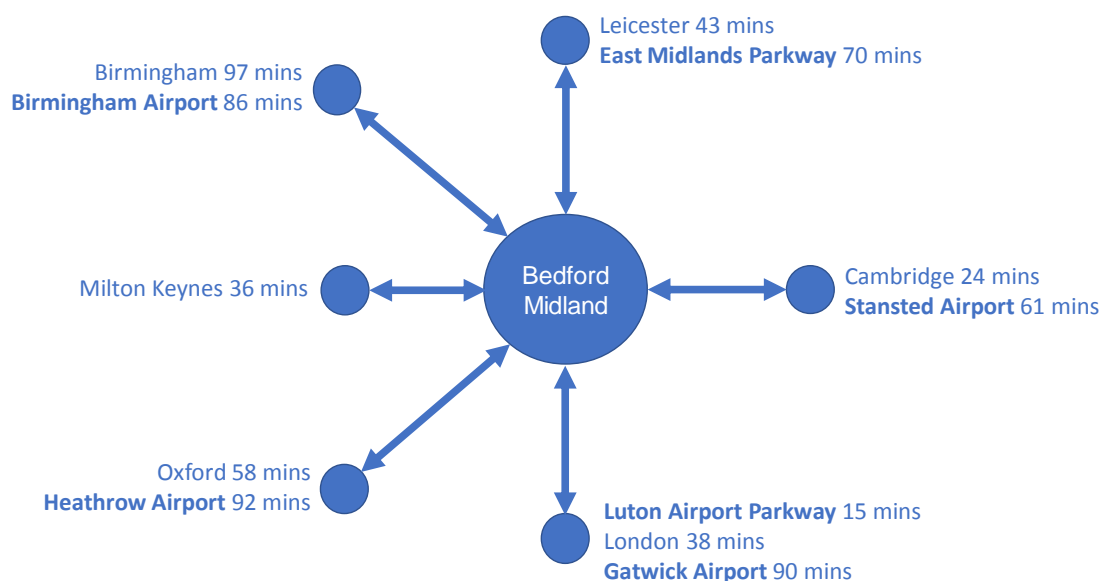 Leicester 43 mins
East Midlands Parkway 70 mins
Birmingham 97 mins
Birmingham Airport 86 mins
Bedford
Midland
Milton Keynes 36 mins
Cambridge 24 mins
Stansted Airport 61 mins
Oxford 58 mins
Heathrow Airport 92 mins
Luton Airport Parkway 15 mins
London 38 mins
Gatwick Airport 90 mins